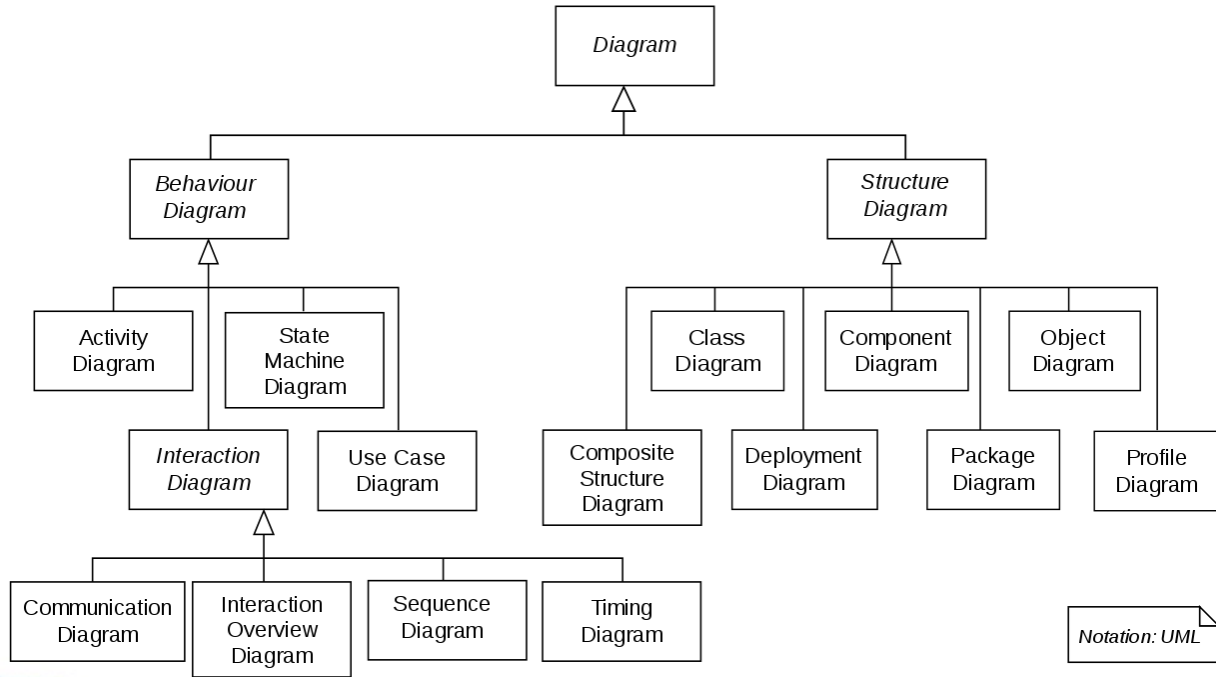 Diagram
Behaviour
Diagram
Structure
Diagram
Activity
Diagram
State
Machine
Diagram
Class
Diagram
Component
Diagram
Object
Diagram
Interaction
Diagram
Use Case
Diagram
Composite
Structure
Diagram
Deployment
Diagram
Package
Diagram
Profile
Diagram
Communication
Diagram
Interaction
Overview
Diagram
Sequence
Diagram
Timing
Diagram
Notation: UML